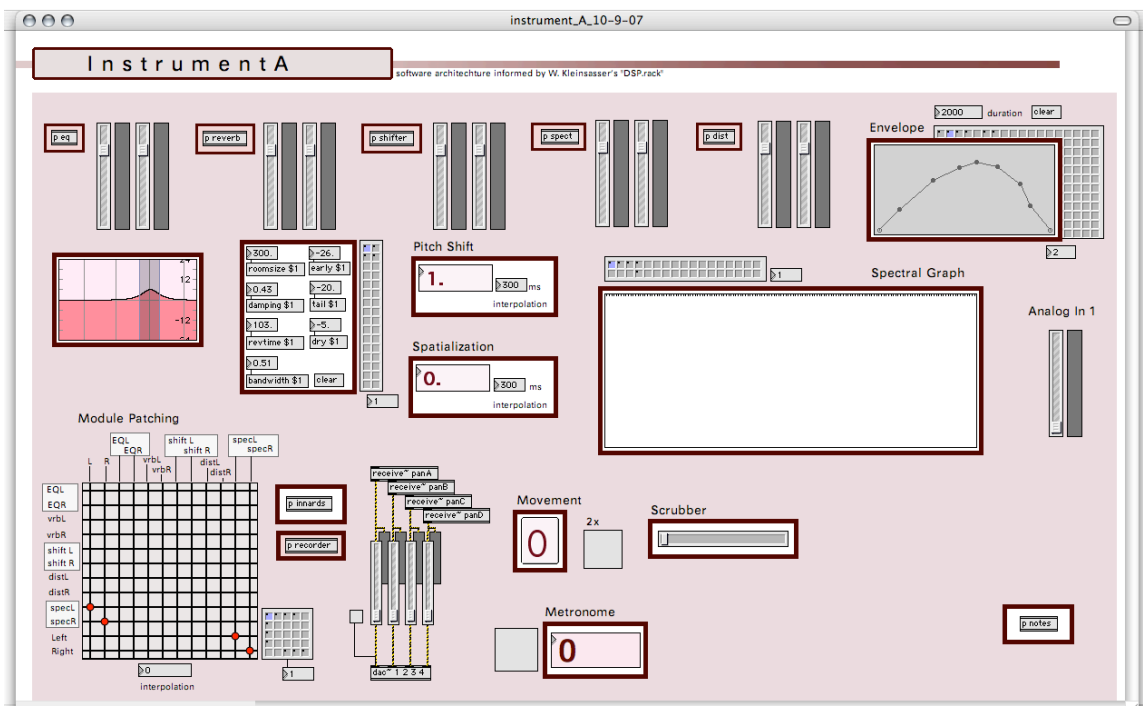 instrument_A_10-9-07
InstrumentA
software architechture informed by W. Kleinsasser's "DSP.rack"
p eq
p reverb
p shifter
p spect
p dist
2000 duration clear
Envelope
2
24
12
-12
-24
300. -26.
roomsize $1 early $1
0.43 -20.
damping $1 tail $1
103. -5.
revtime $1 dry $1
0.51
bandwidth $1 clear
1
Pitch Shift
1. 300 ms
interpolation
Spatialization
0. 300 ms
interpolation
1
Spectral Graph
Analog In 1
Module Patching
L R EQL EQR vrbL vrbR shift L shift R distL distR specL specR
EQL
EQR
vrbL
vrbR
shift L
shift R
distL
distR
specL
specR
Left
Right
0
interpolation
1
p innards
p recorder
receive~ panA
receive~ panB
receive~ panC
receive~ panD
dac~ 1 2 3 4
Movement
0
2x
Scrubber
Metronome
0
p notes